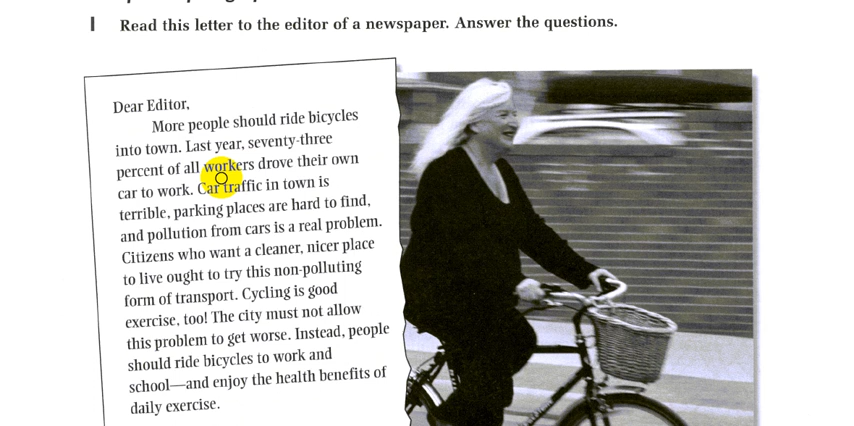 I Read this letter to the editor of a newspaper. Answer the questions.
Dear Editor,
More people should ride bicycles
into town. Last year, seventy-three
percent of all workers drove their own
car to work. Car traffic in town is
terrible, parking places are hard to find,
and pollution from cars is a real problem.
Citizens who want a cleaner, nicer place
to live ought to try this non-polluting
form of transport. Cycling is good
exercise, too! The city must not allow
this problem to get worse. Instead, people
should ride bicycles to work and
school—and enjoy the health benefits of
daily exercise.